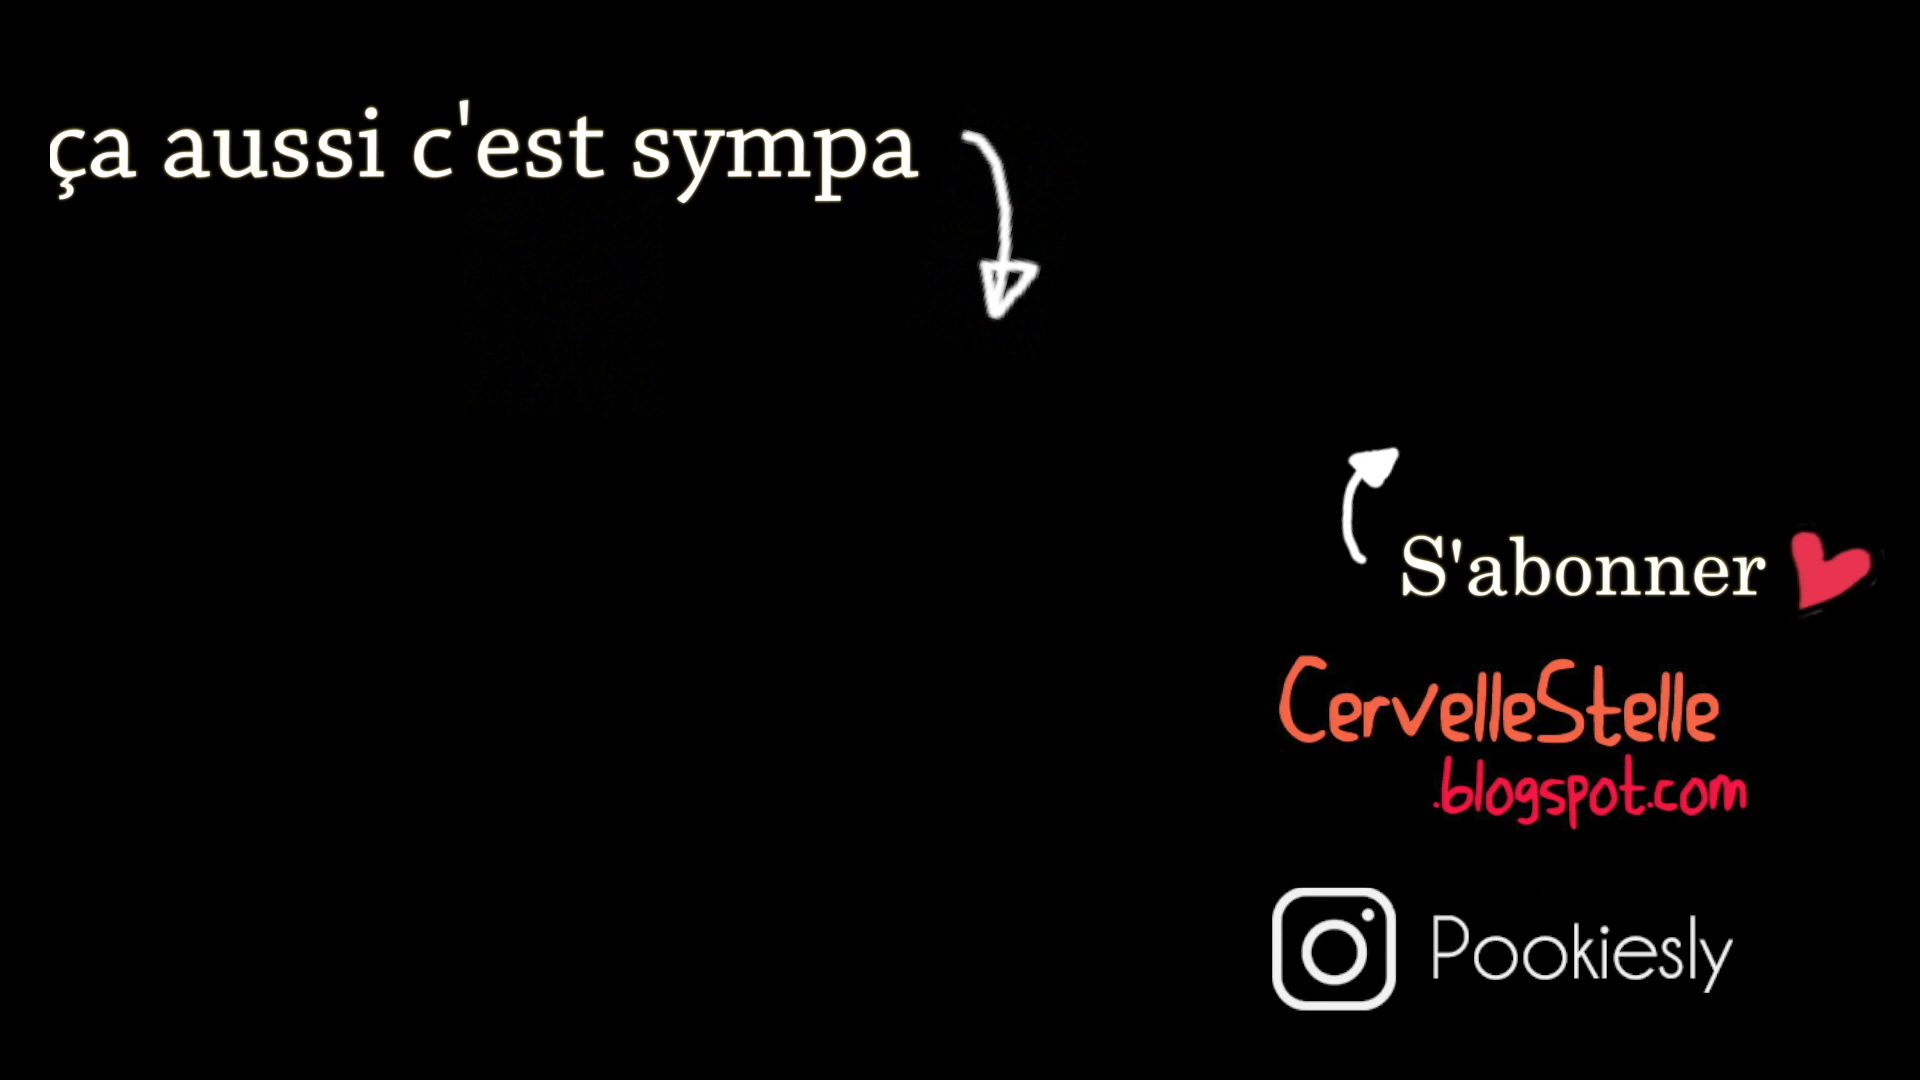 ça aussi c'est sympa
S'abonner
CervelleStelle
.blogspot.com
Pookiesly